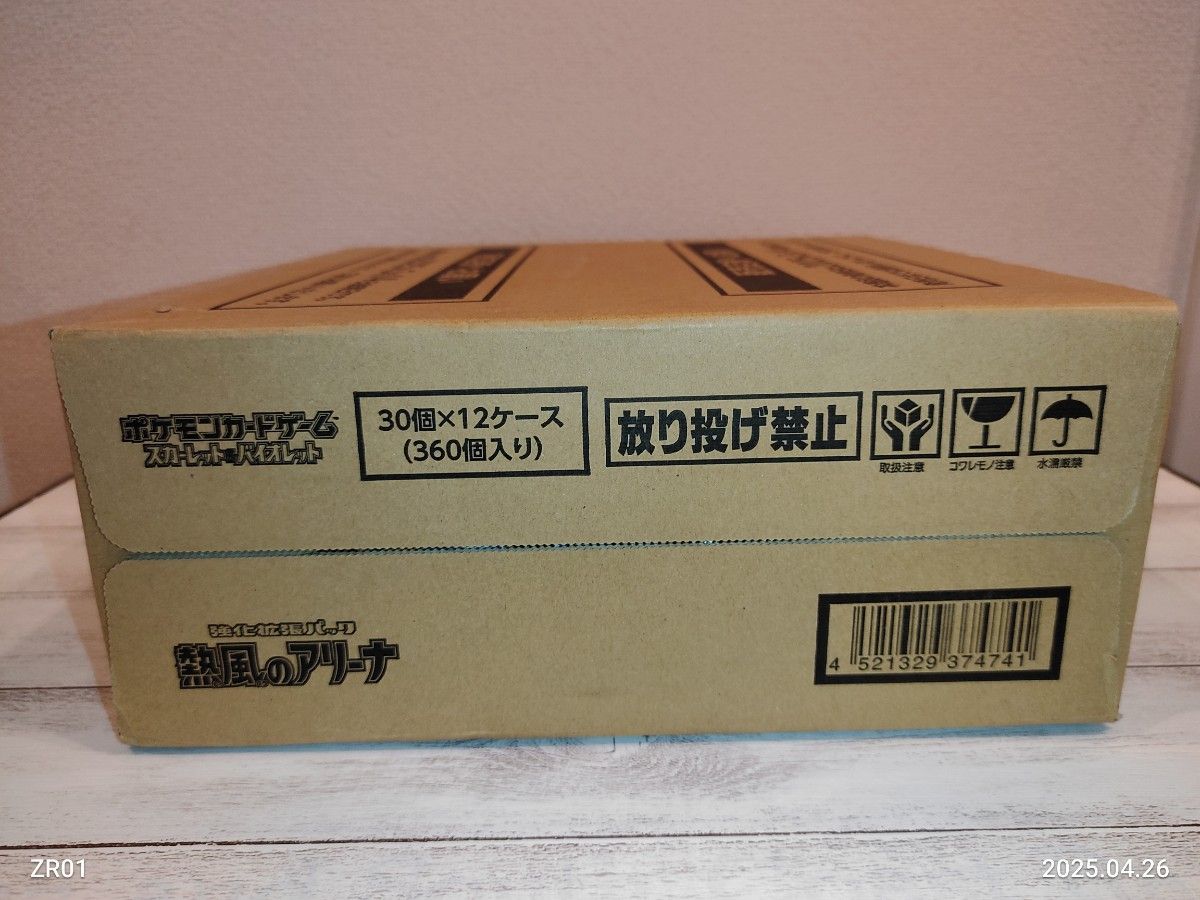 ポケモンカードゲーム
スカーレット&バイオレット
30個×12ケース
(360個入り)
放り投げ禁止
取扱注意
コワレモノ注意
水濡厳禁
強化拡張パック
熱風のアリーナ
4 521329 374741
ZR01
2025.04.26